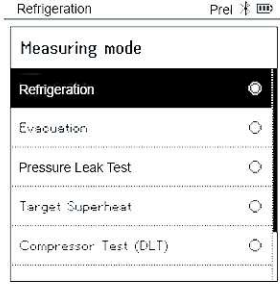 Refrigeration Prel
Measuring mode
Refrigeration
Evacuation
Pressure Leak Test
Target Superheat
Compressor Test (DLT)